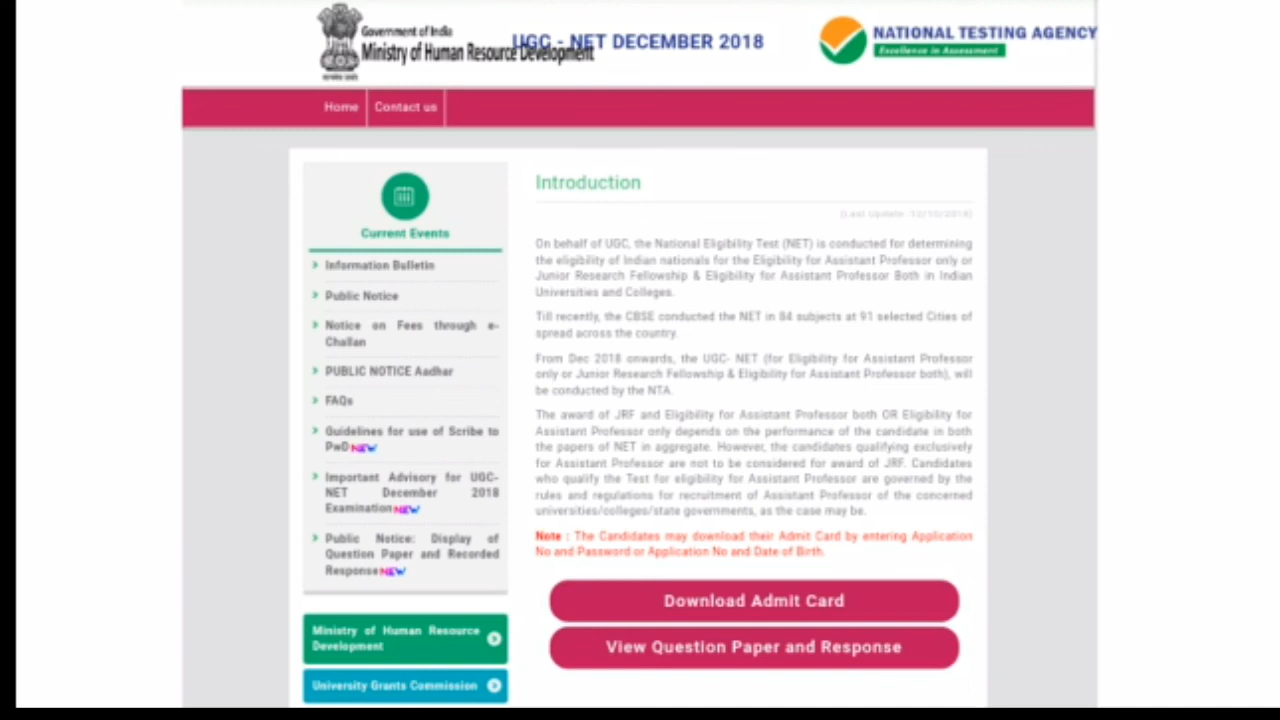 Government of India
Ministry of Human Resource Development
UGC - NET DECEMBER 2018
NATIONAL TESTING AGENCY
Excellence in Assessment
Home
Contact us
Current Events
Information Bulletin
Public Notice
Notice on Fees through e-
Challan
PUBLIC NOTICE Aadhar
FAQs
Guidelines for use of Scribe to
PwD NEW
Important Advisory for UGC-
NET December 2018
Examination NEW
Public Notice: Display of
Question Paper and Recorded
Response NEW
Ministry of Human Resource
Development
University Grants Commission
Introduction
(Last Update -12/10/2018)
On behalf of UGC, the National Eligibility Test (NET) is conducted for determining
the eligibility of Indian nationals for the Eligibility for Assistant Professor only or
Junior Research Fellowship & Eligibility for Assistant Professor Both in Indian
Universities and Colleges.
Till recently, the CBSE conducted the NET in 84 subjects at 91 selected Cities of
spread across the country.
From Dec 2018 onwards, the UGC- NET (for Eligibility for Assistant Professor
only or Junior Research Fellowship & Eligibility for Assistant Professor both), will
be conducted by the NTA.
The award of JRF and Eligibility for Assistant Professor both OR Eligibility for
Assistant Professor only depends on the performance of the candidate in both
the papers of NET in aggregate. However, the candidates qualifying exclusively
for Assistant Professor are not to be considered for award of JRF. Candidates
who qualify the Test for eligibility for Assistant Professor are governed by the
rules and regulations for recruitment of Assistant Professor of the concerned
universities/colleges/state governments, as the case may be.
Note : The Candidates may download their Admit Card by entering Application
No and Password or Application No and Date of Birth.
Download Admit Card
View Question Paper and Response